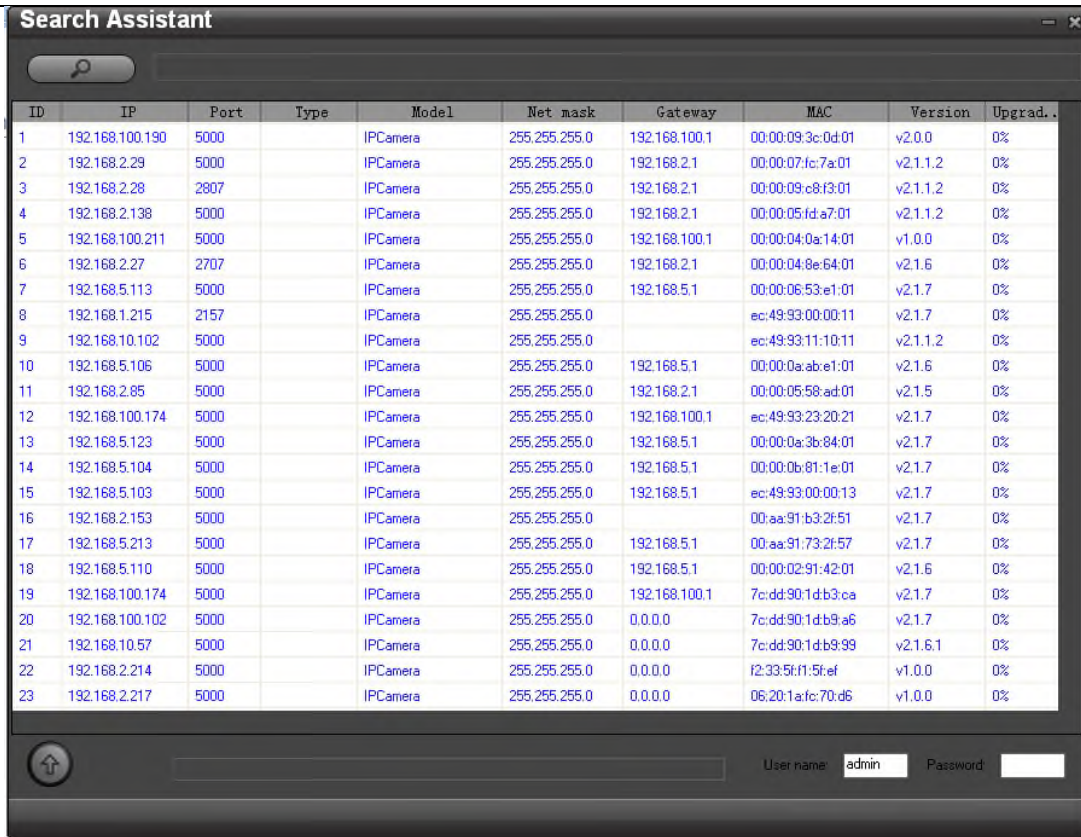 Search Assistant
ID IP Port Type Model Net mask Gateway MAC Version Upgrad..
1 192.168.100.190 5000 IPCamera 255.255.255.0 192.168.100.1 00:00:09:3c:0d:01 v2.0.0 0%
2 192.168.2.29 5000 IPCamera 255.255.255.0 192.168.2.1 00:00:07:fc:7a:01 v2.1.1.2 0%
3 192.168.2.28 2807 IPCamera 255.255.255.0 192.168.2.1 00:00:09:c8:f3:01 v2.1.1.2 0%
4 192.168.2.138 5000 IPCamera 255.255.255.0 192.168.2.1 00:00:05:fd:a7:01 v2.1.1.2 0%
5 192.168.100.211 5000 IPCamera 255.255.255.0 192.168.100.1 00:00:04:0a:14:01 v1.0.0 0%
6 192.168.2.27 2707 IPCamera 255.255.255.0 192.168.2.1 00:00:04:8e:64:01 v2.1.6 0%
7 192.168.5.113 5000 IPCamera 255.255.255.0 192.168.5.1 00:00:06:53:e1:01 v2.1.7 0%
8 192.168.1.215 2157 IPCamera 255.255.255.0 ec:49:93:00:00:11 v2.1.7 0%
9 192.168.10.102 5000 IPCamera 255.255.255.0 ec:49:93:11:10:11 v2.1.1.2 0%
10 192.168.5.106 5000 IPCamera 255.255.255.0 192.168.5.1 00:00:0a:ab:e1:01 v2.1.6 0%
11 192.168.2.85 5000 IPCamera 255.255.255.0 192.168.2.1 00:00:05:58:ad:01 v2.1.5 0%
12 192.168.100.174 5000 IPCamera 255.255.255.0 192.168.100.1 ec:49:93:23:20:21 v2.1.7 0%
13 192.168.5.123 5000 IPCamera 255.255.255.0 192.168.5.1 00:00:0a:3b:84:01 v2.1.7 0%
14 192.168.5.104 5000 IPCamera 255.255.255.0 192.168.5.1 00:00:0b:81:1e:01 v2.1.7 0%
15 192.168.5.103 5000 IPCamera 255.255.255.0 192.168.5.1 ec:49:93:00:00:13 v2.1.7 0%
16 192.168.2.153 5000 IPCamera 255.255.255.0 00:aa:91:b3:2f:51 v2.1.7 0%
17 192.168.5.213 5000 IPCamera 255.255.255.0 192.168.5.1 00:aa:91:73:2f:57 v2.1.7 0%
18 192.168.5.110 5000 IPCamera 255.255.255.0 192.168.5.1 00:00:02:91:42:01 v2.1.6 0%
19 192.168.100.174 5000 IPCamera 255.255.255.0 192.168.100.1 7c:dd:90:1d:b3:ca v2.1.7 0%
20 192.168.100.102 5000 IPCamera 255.255.255.0 0.0.0.0 7c:dd:90:1d:b9:a6 v2.1.7 0%
21 192.168.10.57 5000 IPCamera 255.255.255.0 0.0.0.0 7c:dd:90:1d:b9:99 v2.1.6.1 0%
22 192.168.2.214 5000 IPCamera 255.255.255.0 0.0.0.0 f2:33:5f:f1:5f:ef v1.0.0 0%
23 192.168.2.217 5000 IPCamera 255.255.255.0 0.0.0.0 06:20:1a:fc:70:d6 v1.0.0 0%
User name: admin Password: